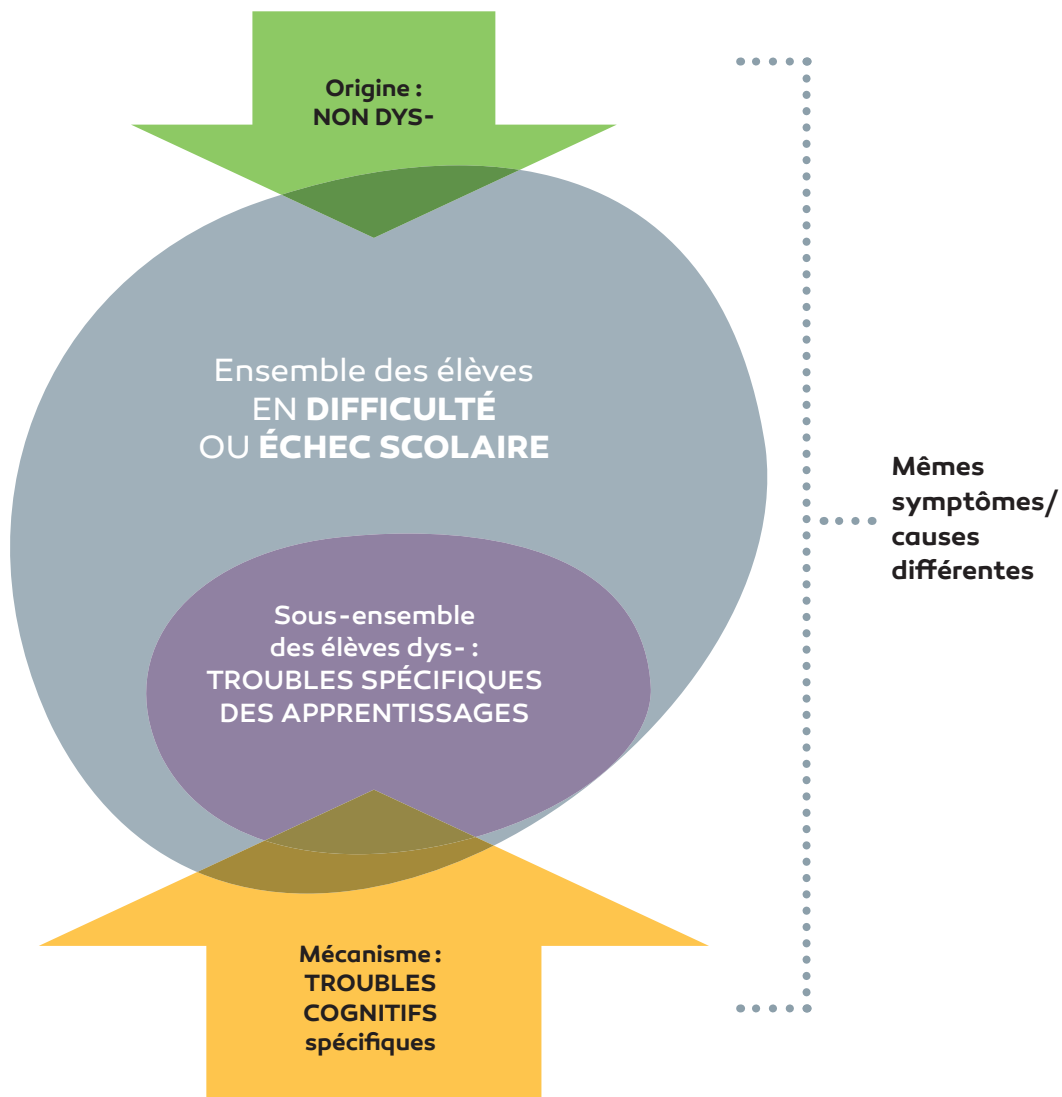 Origine :
NON DYS-
Ensemble des élèves
EN DIFFICULTÉ
OU ÉCHEC SCOLAIRE
Mêmes
symptômes/
causes
différentes
Sous-ensemble
des élèves dys- :
TROUBLES SPÉCIFIQUES
DES APPRENTISSAGES
Mécanisme :
TROUBLES
COGNITIFS
spécifiques